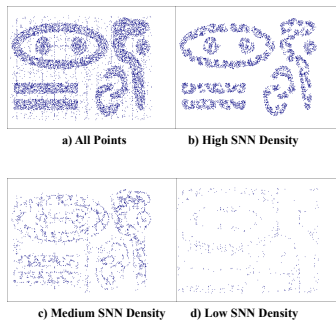 a) All Points
b) High SNN Density
c) Medium SNN Density
d) Low SNN Density